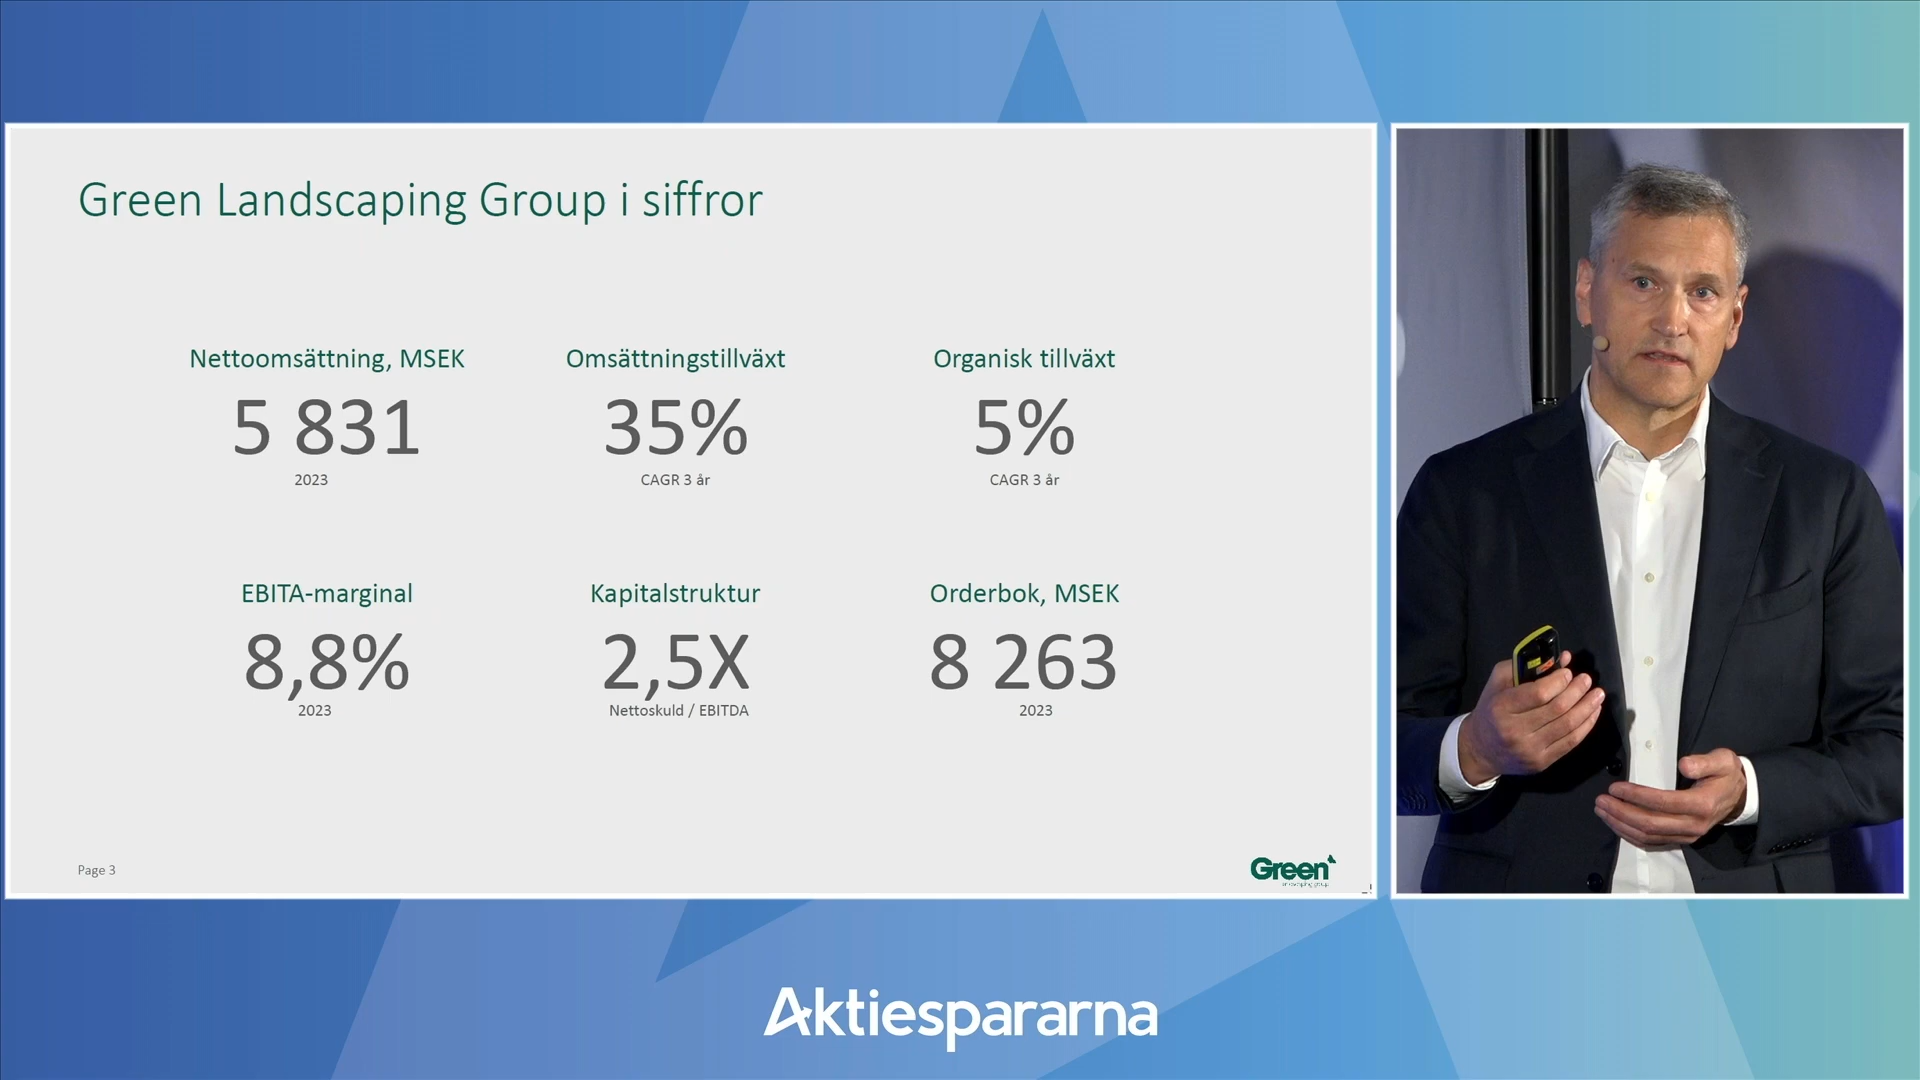 Green Landscaping Group i siffror
Nettoomsättning, MSEK
5 831
2023
Omsättningstillväxt
35%
CAGR 3 år
Organisk tillväxt
5%
CAGR 3 år
EBITA-marginal
8,8%
2023
Kapitalstruktur
2,5X
Nettoskuld / EBITDA
Orderbok, MSEK
8 263
2023
Page 3
Green
Aktiespararna